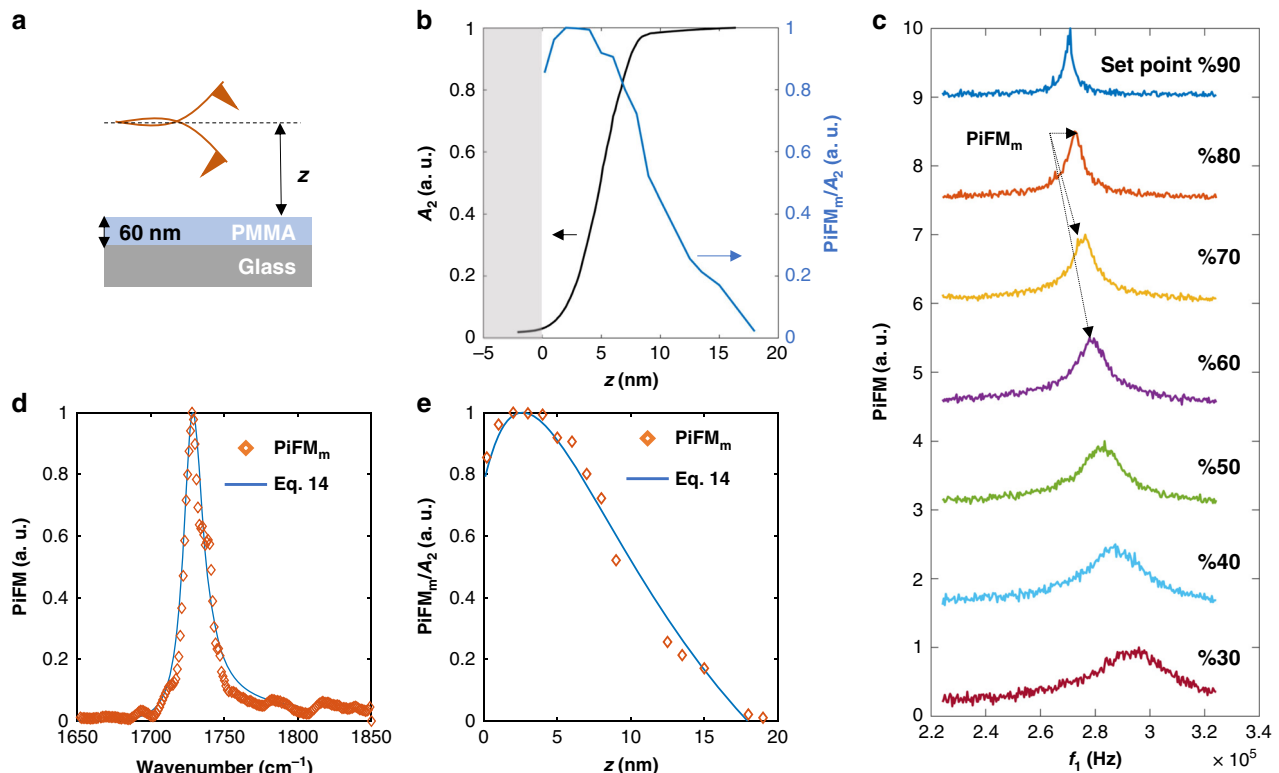 a
z
60 nm
PMMA
Glass
b
A2 (a. u.)
1
0.8
0.6
0.4
0.2
0
−5
0
5
10
15
20
z (nm)
1
0.8
0.6
0.4
0.2
0
PiFMm/A2 (a. u.)
c
PiFM (a. u.)
10
9
8
7
6
5
4
3
2
1
0
Set point %90
PiFMm
%80
%70
%60
%50
%40
%30
2.2
2.4
2.6
2.8
3
3.2
3.4
f1 (Hz)
× 10⁵
d
PiFM (a. u.)
1
0.8
0.6
0.4
0.2
0
PiFMm
Eq. 14
1650
1700
1750
1800
1850
Wavenumber (cm⁻¹)
e
PiFMm/A2 (a. u.)
1
0.8
0.6
0.4
0.2
0
PiFMm
Eq. 14
0
5
10
15
20
z (nm)